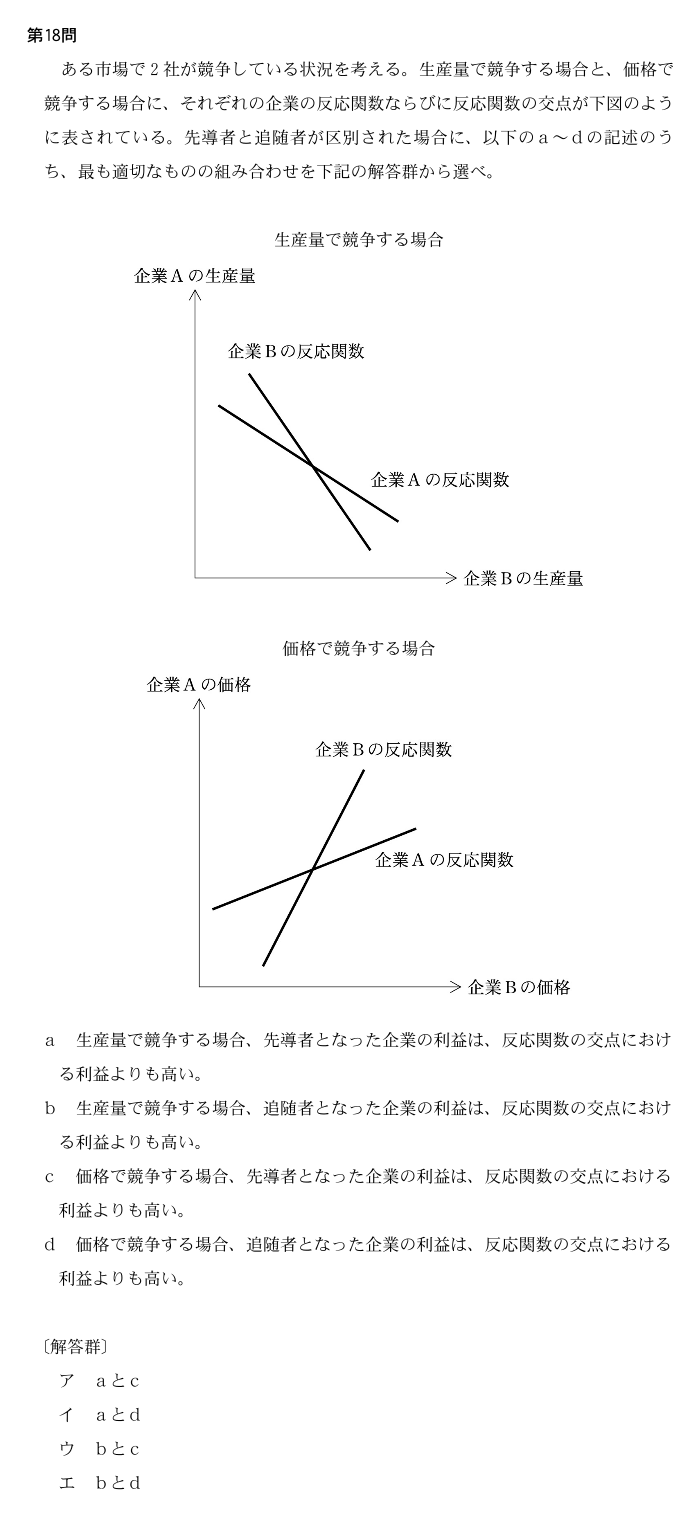 第18問
ある市場で2社が競争している状況を考える。生産量で競争する場合と、価格で
競争する場合に、それぞれの企業の反応関数ならびに反応関数の交点が下図のよう
に表されている。先導者と追随者が区別された場合に、以下のa～dの記述のう
ち、最も適切なものの組み合わせを下記の解答群から選べ。
生産量で競争する場合
企業Aの生産量
企業Bの反応関数
企業Aの反応関数
企業Bの生産量
価格で競争する場合
企業Aの価格
企業Bの反応関数
企業Aの反応関数
企業Bの価格
a 生産量で競争する場合、先導者となった企業の利益は、反応関数の交点におけ
る利益よりも高い。
b 生産量で競争する場合、追随者となった企業の利益は、反応関数の交点におけ
る利益よりも高い。
c 価格で競争する場合、先導者となった企業の利益は、反応関数の交点における
利益よりも高い。
d 価格で競争する場合、追随者となった企業の利益は、反応関数の交点における
利益よりも高い。
〔解答群〕
ア aとc
イ aとd
ウ bとc
エ bとd